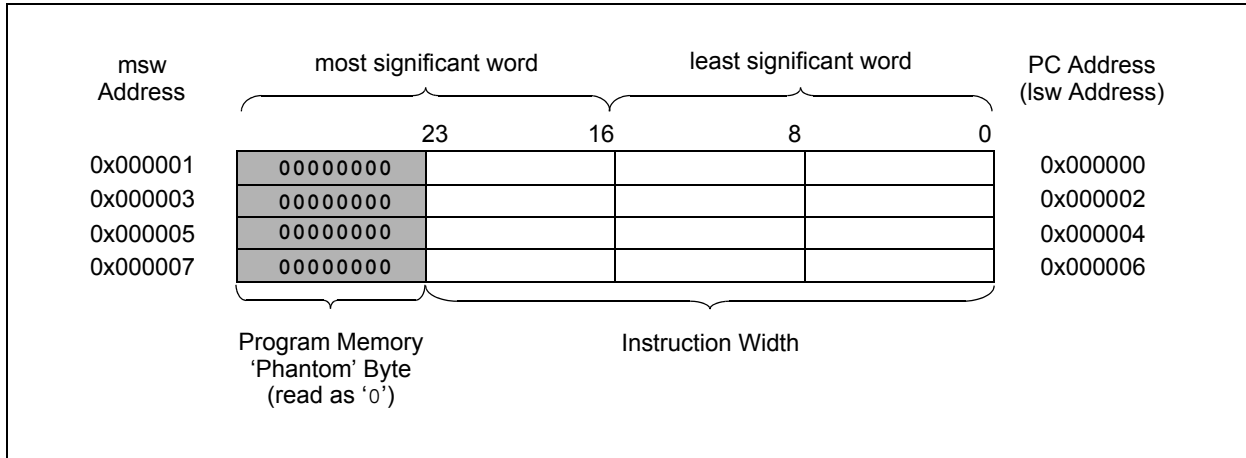 msw
Address
most significant word
least significant word
PC Address
(lsw Address)
23 16 8 0
0x000001 00000000 0x000000
0x000003 00000000 0x000002
0x000005 00000000 0x000004
0x000007 00000000 0x000006
Program Memory
‘Phantom’ Byte
(read as ‘0’)
Instruction Width